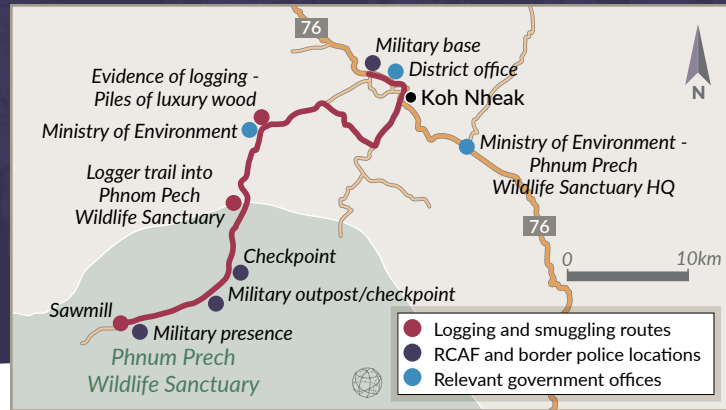 76
Military base
District office
Evidence of logging -
Piles of luxury wood
Koh Nheak
Ministry of Environment
Ministry of Environment -
Phnum Prech
Wildlife Sanctuary HQ
Logger trail into
Phnom Pech
Wildlife Sanctuary
N
76
0 10km
Checkpoint
Military outpost/checkpoint
Sawmill
Military presence
Phnum Prech
Wildlife Sanctuary
Logging and smuggling routes
RCAF and border police locations
Relevant government offices